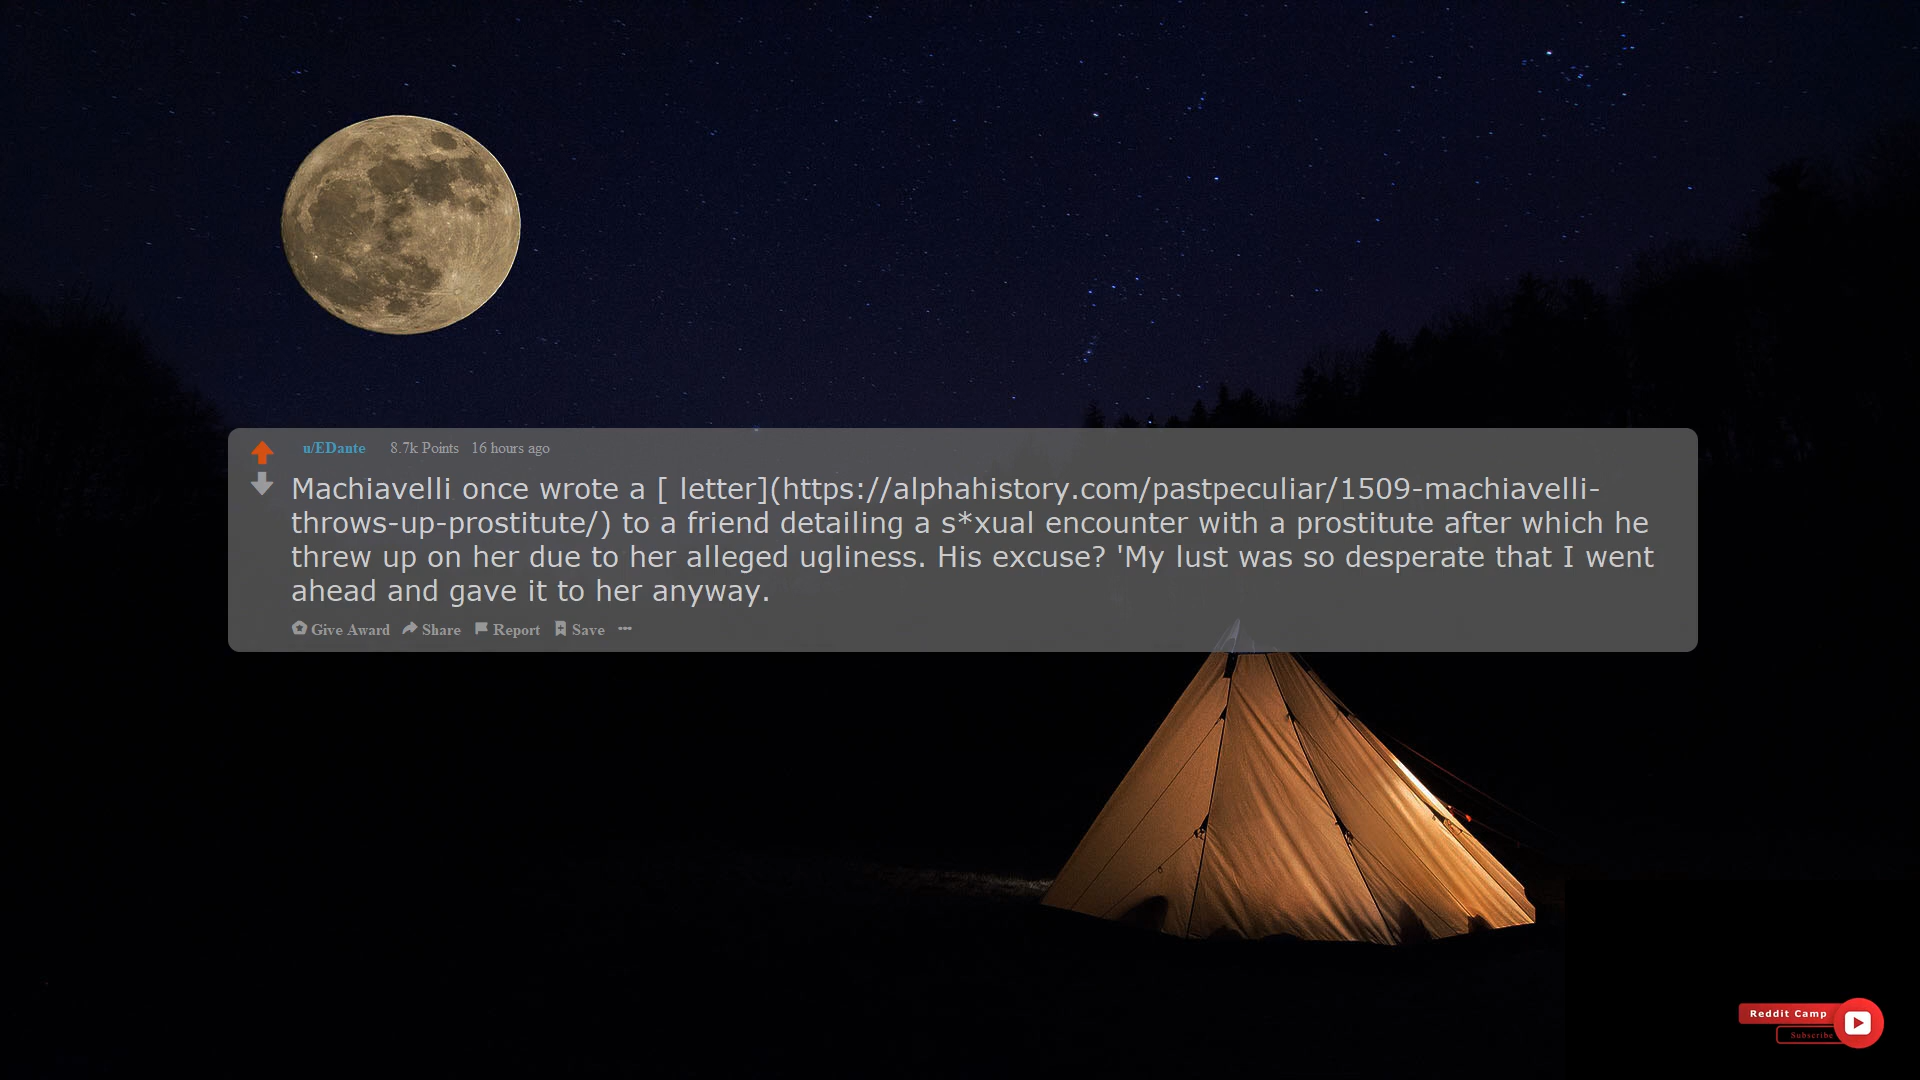 u/EDante 8.7k Points 16 hours ago
Machiavelli once wrote a [ letter](https://alphahistory.com/pastpeculiar/1509-machiavelli-
throws-up-prostitute/) to a friend detailing a s*xual encounter with a prostitute after which he
threw up on her due to her alleged ugliness. His excuse? 'My lust was so desperate that I went
ahead and gave it to her anyway.
Give Award Share Report Save
Reddit Camp
Subscribe